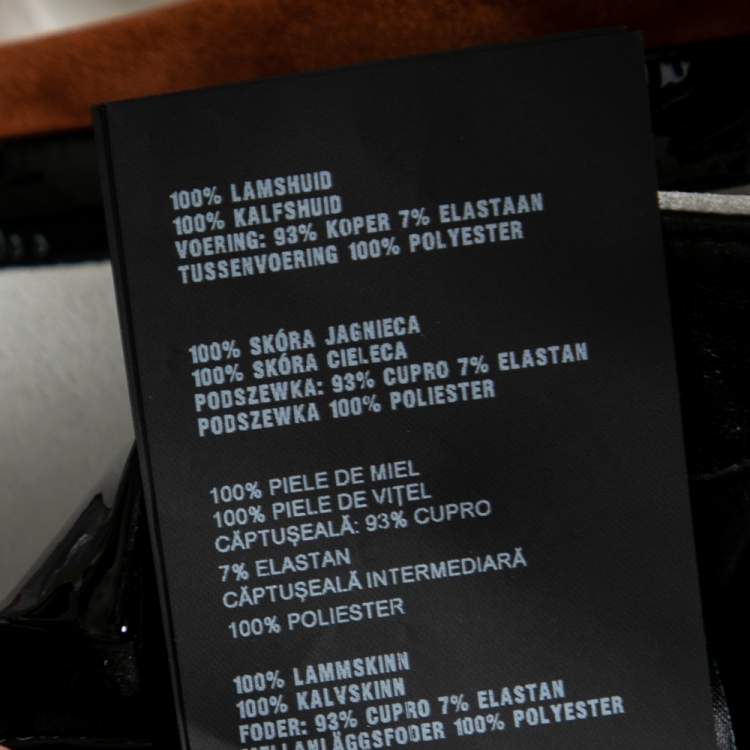 100% LAMSHUID
100% KALFSHUID
VOERING: 93% KOPER 7% ELASTAAN
TUSSENVOERING 100% POLYESTER
100% SKÓRA JAGNIECA
100% SKÓRA CIELECA
PODSZEWKA: 93% CUPRO 7% ELASTAN
PODSZEWKA 100% POLIESTER
100% PIELE DE MIEL
100% PIELE DE VIȚEL
CĂPTUȘEALĂ: 93% CUPRO
7% ELASTAN
CĂPTUȘEALĂ INTERMEDIARĂ
100% POLIESTER
100% LAMMSKINN
100% KALVSKINN
FODER: 93% CUPRO 7% ELASTAN
MELLANLÄGGSFODER 100% POLYESTER